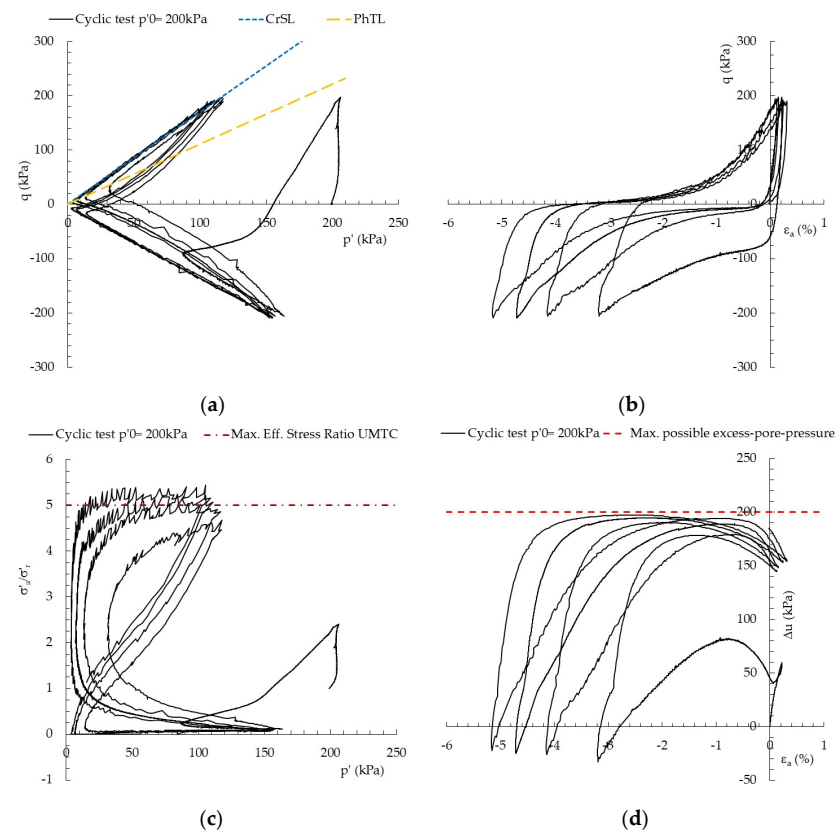 Cyclic test p'0= 200kPa CrSL PhTL
300
200
100
0
-100
-200
-300
q (kPa)
0 50 100 150 200 250
p' (kPa)
(a)
300
200
100
0
-100
-200
-300
q (kPa)
-6 -5 -4 -3 -2 -1 0 1
εa (%)
(b)
Cyclic test p'0= 200kPa Max. Eff. Stress Ratio UMTC
6
5
4
3
2
1
0
-1
σ'a/σ'r
0 50 100 150 200 250
p' (kPa)
(c)
Cyclic test p'0= 200kPa Max. possible excess-pore-pressure
250
200
150
100
50
0
-50
Δu (kPa)
-6 -5 -4 -3 -2 -1 0 1
εa (%)
(d)